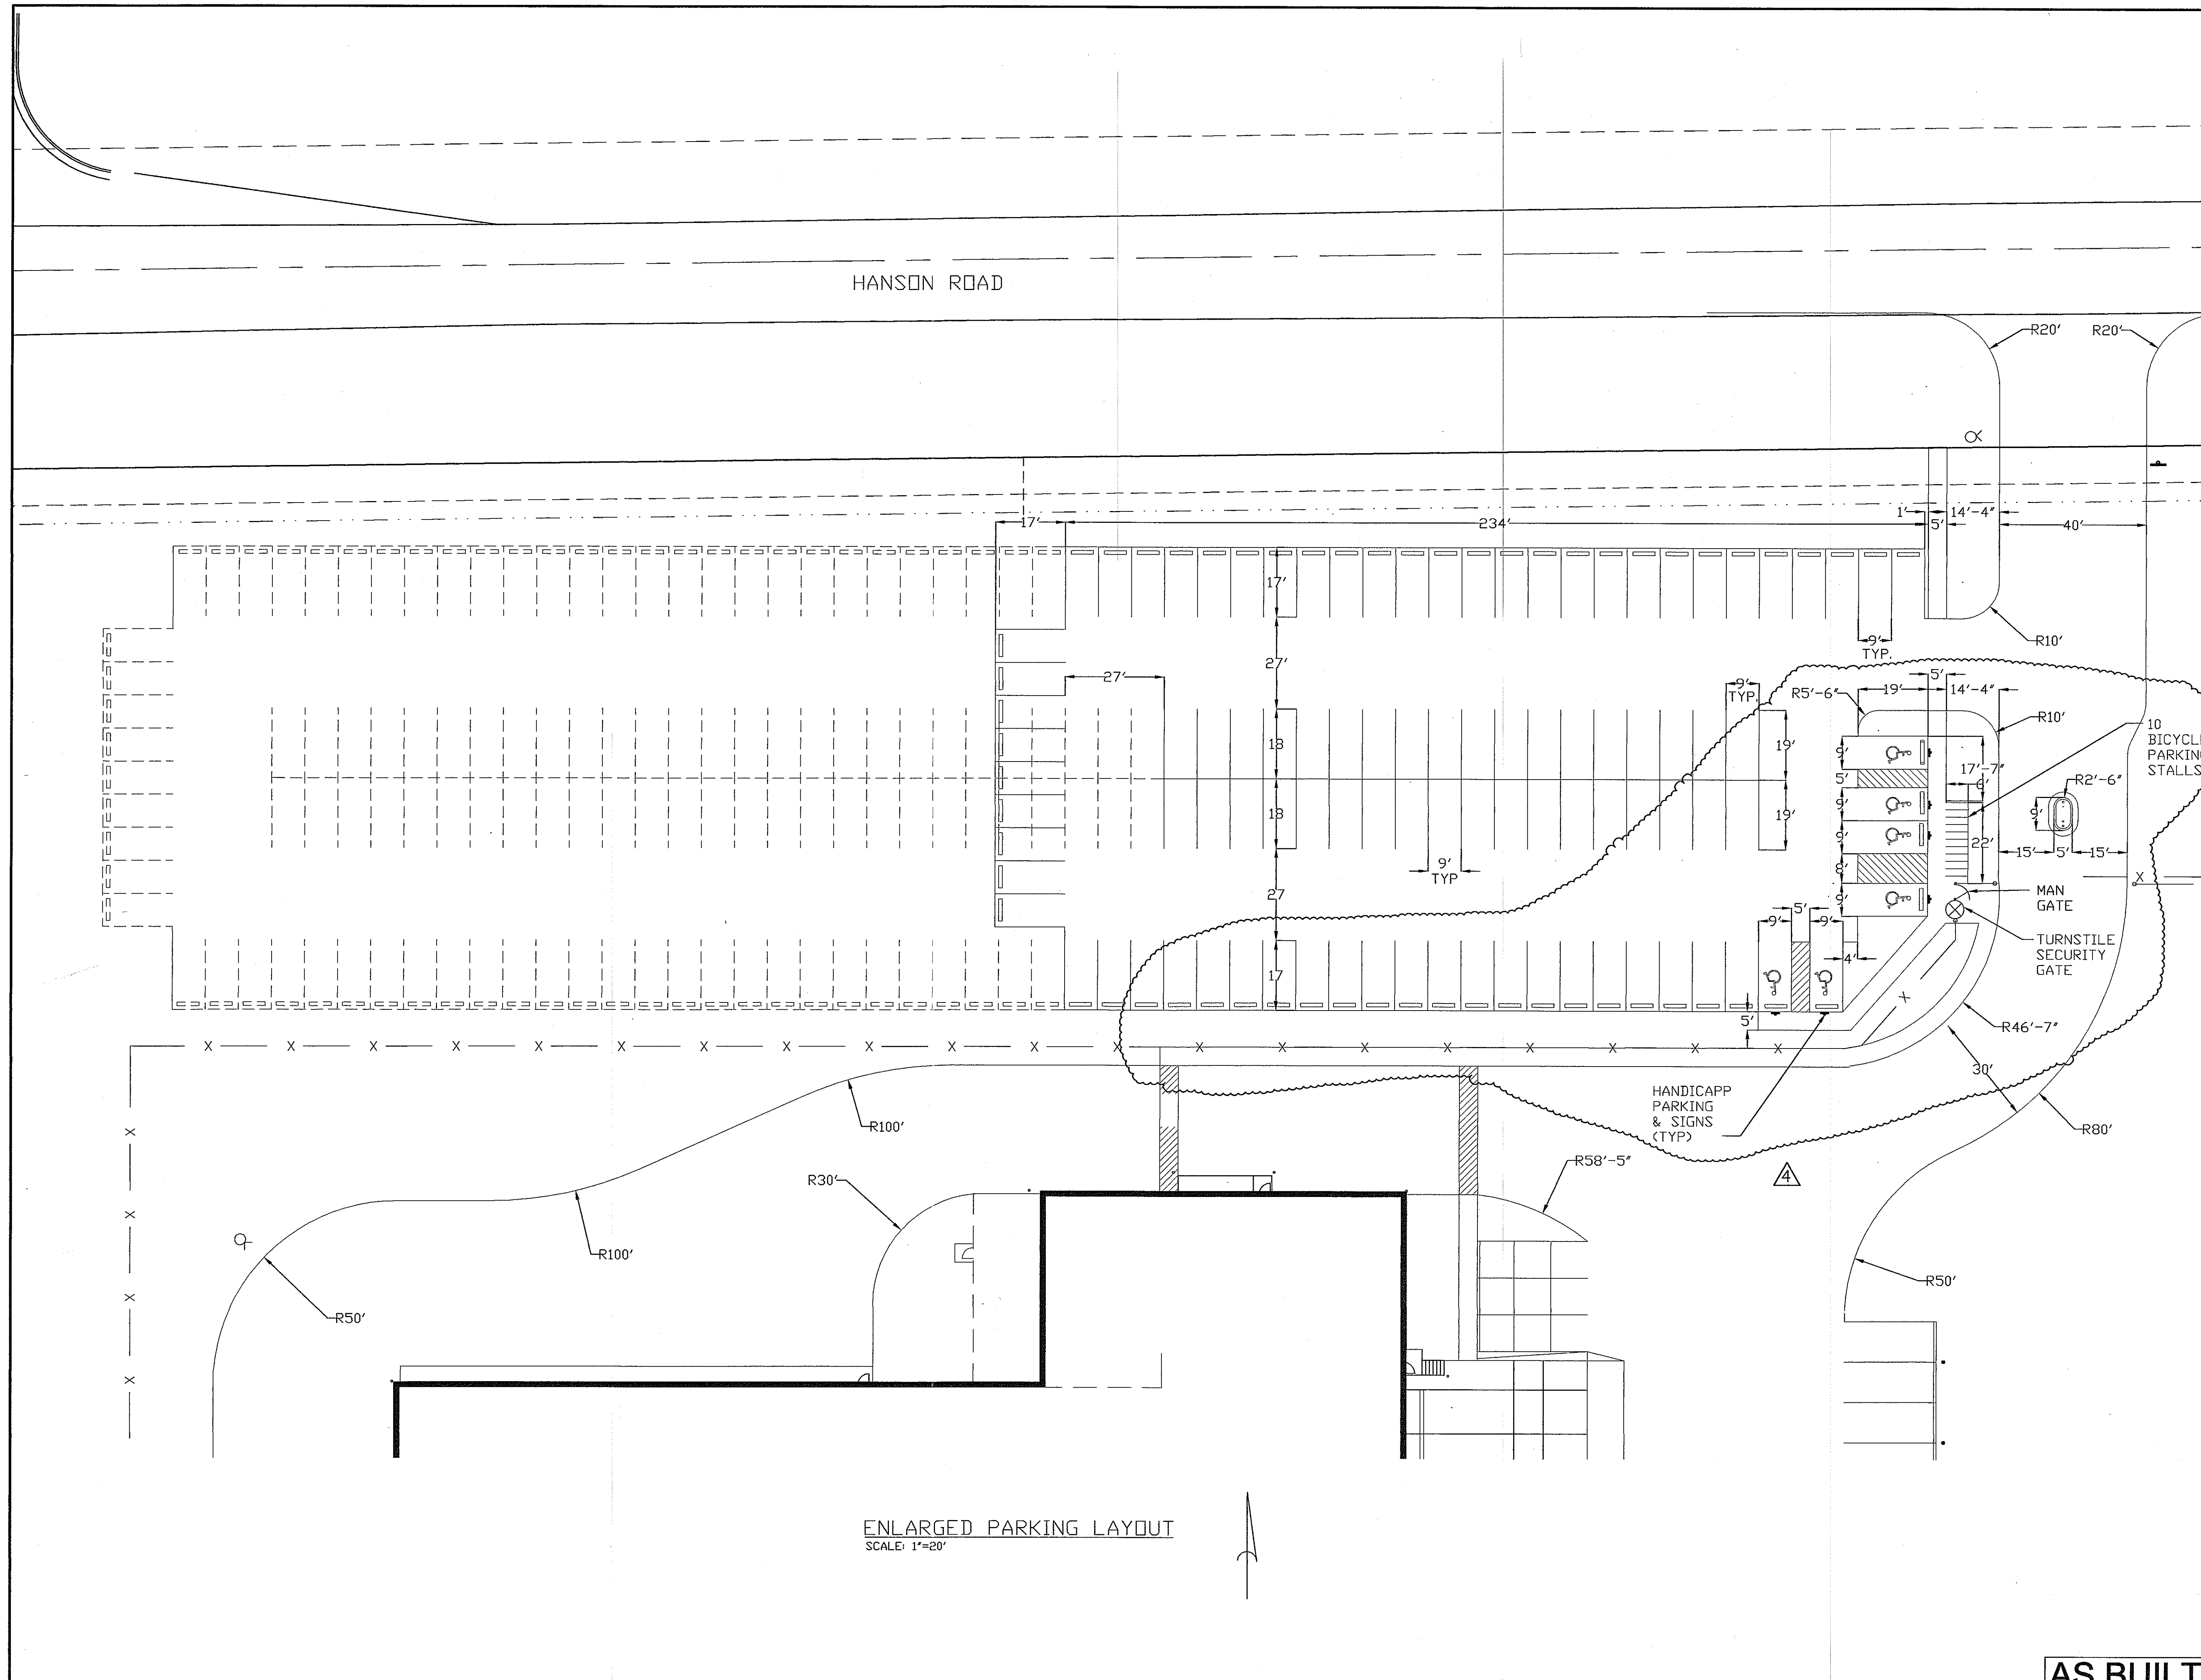 HANSON ROAD
R20'
R20'
17'
234'
1'
5'
14'-4"
40'
17'
27'
27'
9'
TYP.
R10'
9'
TYP.
R5'-6"
19'
5'
14'-4"
R10'
10
BICYCLE
PARKING
STALLS
18
19'
9'
5'
17'-7"
6'
R2'-6"
18
19'
9'
9'
9'
22'
15'
5'
15'
9'
TYP
8'
X
27
9'
MAN
GATE
9'
5'
9'
4'
TURNSTILE
SECURITY
GATE
17
X
5'
R46'-7"
X X X X X X X X X X X X X X X X X X X X
30'
HANDICAPP
PARKING
& SIGNS
(TYP)
R100'
X
R80'
R58'-5"
4
R30'
X
R100'
R50'
X
R50'
X
ENLARGED PARKING LAYOUT
SCALE: 1"=20'
AS BUILT